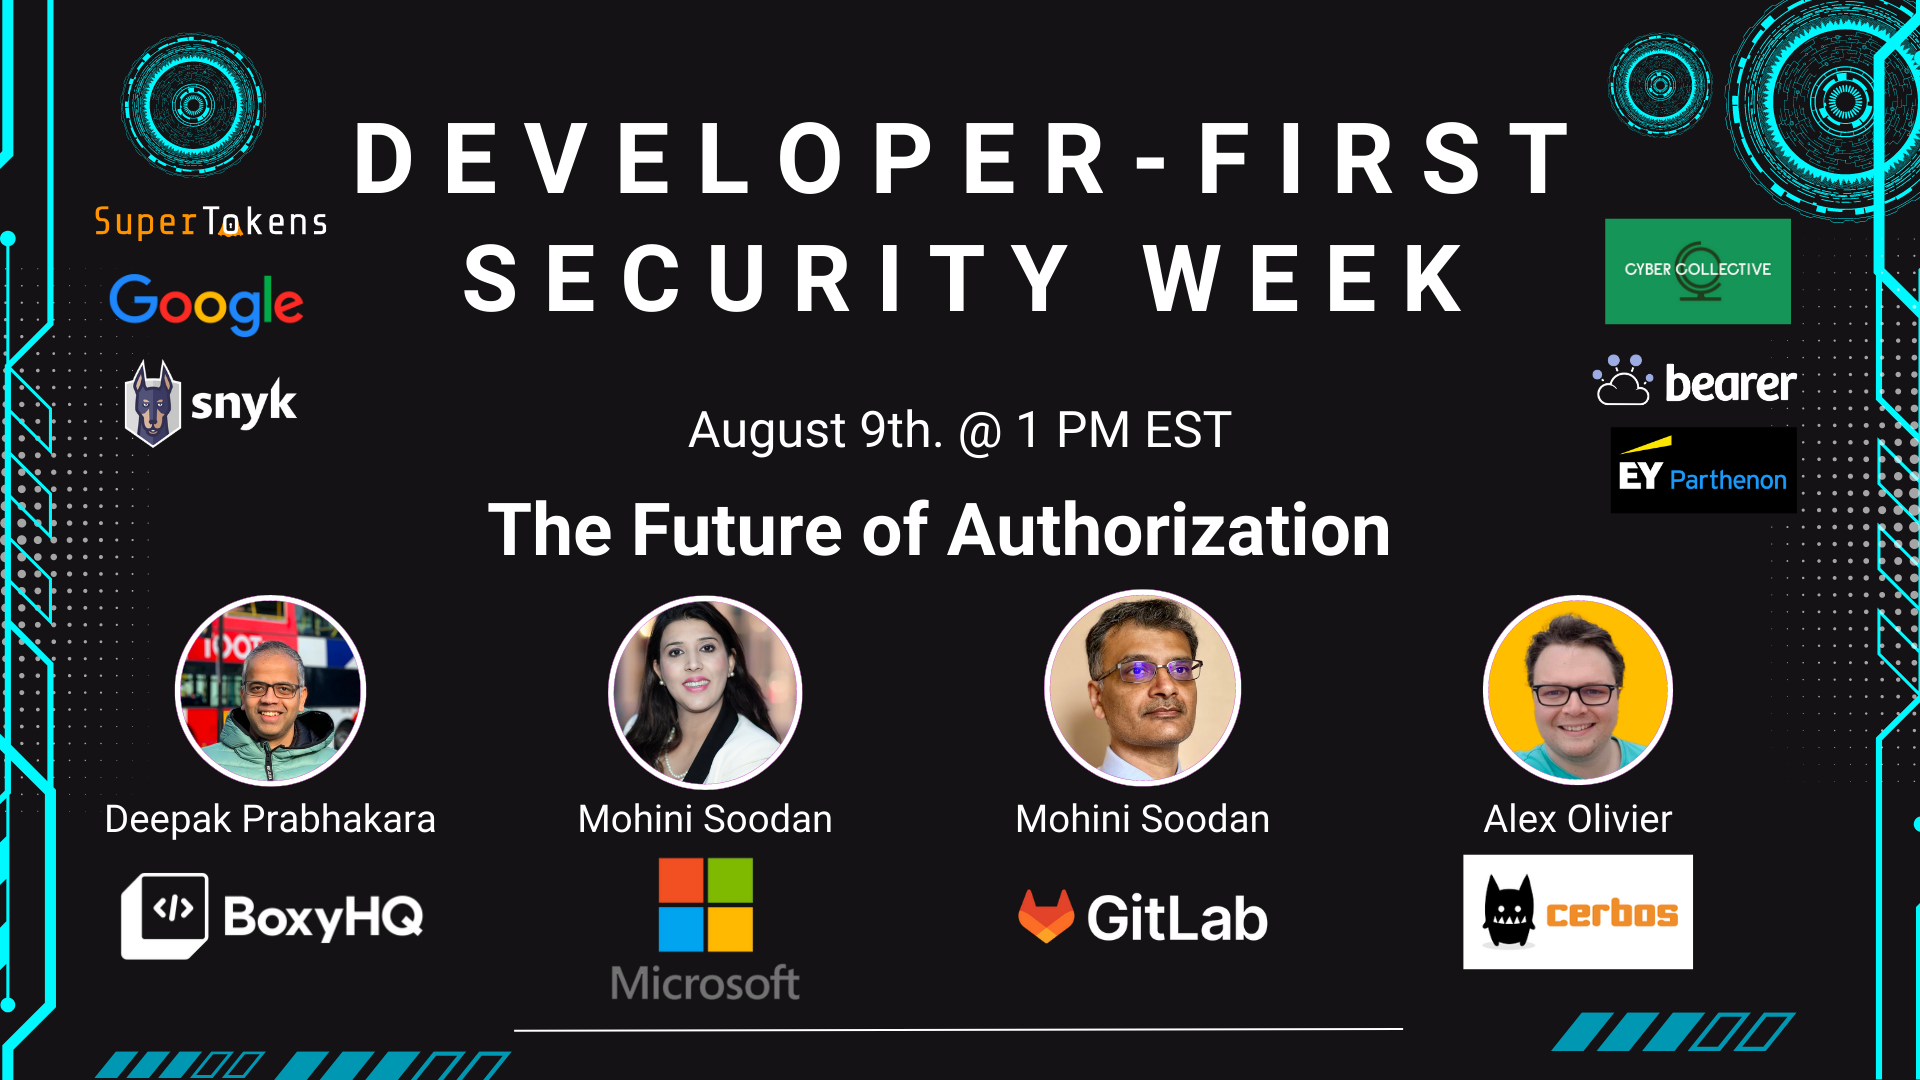 DEVELOPER-FIRST
SECURITY WEEK
SuperTokens
Google
snyk
CYBER COLLECTIVE
bearer
EY Parthenon
August 9th. @ 1 PM EST
The Future of Authorization
Deepak Prabhakara
Mohini Soodan
Mohini Soodan
Alex Olivier
</> BoxyHQ
Microsoft
GitLab
cerbos